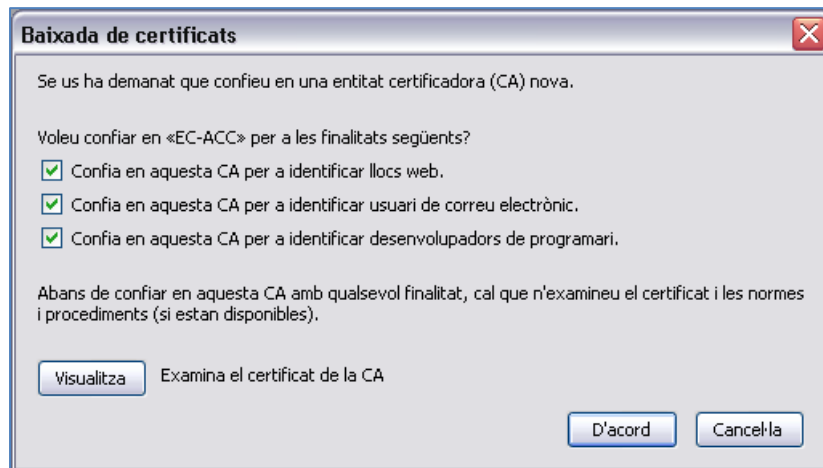 Baixada de certificats
Se us ha demanat que confieu en una entitat certificadora (CA) nova.
Voleu confiar en «EC-ACC» per a les finalitats següents?
Confia en aquesta CA per a identificar llocs web.
Confia en aquesta CA per a identificar usuari de correu electrònic.
Confia en aquesta CA per a identificar desenvolupadors de programari.
Abans de confiar en aquesta CA amb qualsevol finalitat, cal que n'examineu el certificat i les normes
i procediments (si estan disponibles).
Visualitza Examina el certificat de la CA
D'acord Cancel·la